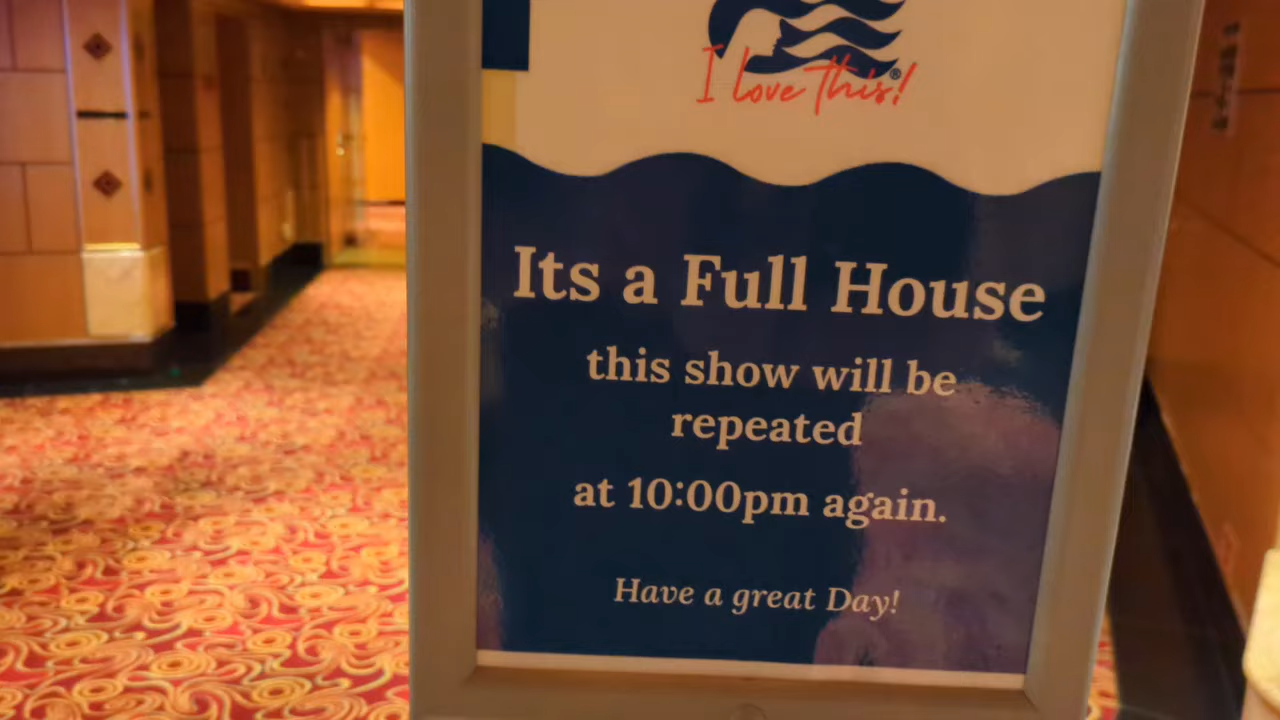 I love this!
®
Its a Full House
this show will be
repeated
at 10:00pm again.
Have a great Day!